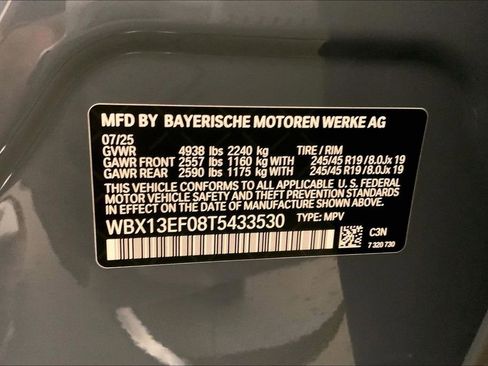 MFD BY BAYERISCHE MOTOREN WERKE AG
07/25
GVWR 4938 lbs 2240 kg TIRE / RIM
GAWR FRONT 2557 lbs 1160 kg WITH 245/45 R19 / 8.0Jx 19
GAWR REAR 2590 lbs 1175 kg WITH 245/45 R19 / 8.0Jx 19
THIS VEHICLE CONFORMS TO ALL APPLICABLE U. S. FEDERAL
MOTOR VEHICLE SAFETY, BUMPER, AND THEFT PREVENTION
STANDARDS IN EFFECT ON THE DATE OF MANUFACTURE SHOWN ABOVE.
WBX13EF08T5433530 TYPE: MPV
C3N
7 320 730